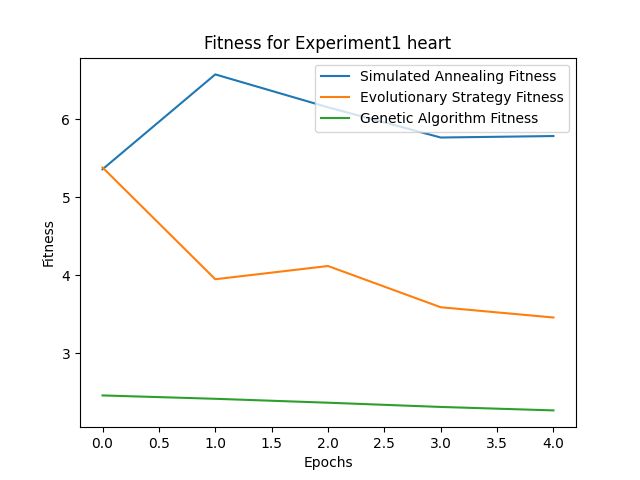 Fitness for Experiment1 heart
Simulated Annealing Fitness
Evolutionary Strategy Fitness
Genetic Algorithm Fitness
Fitness
6
5
4
3
0.0 0.5 1.0 1.5 2.0 2.5 3.0 3.5 4.0
Epochs